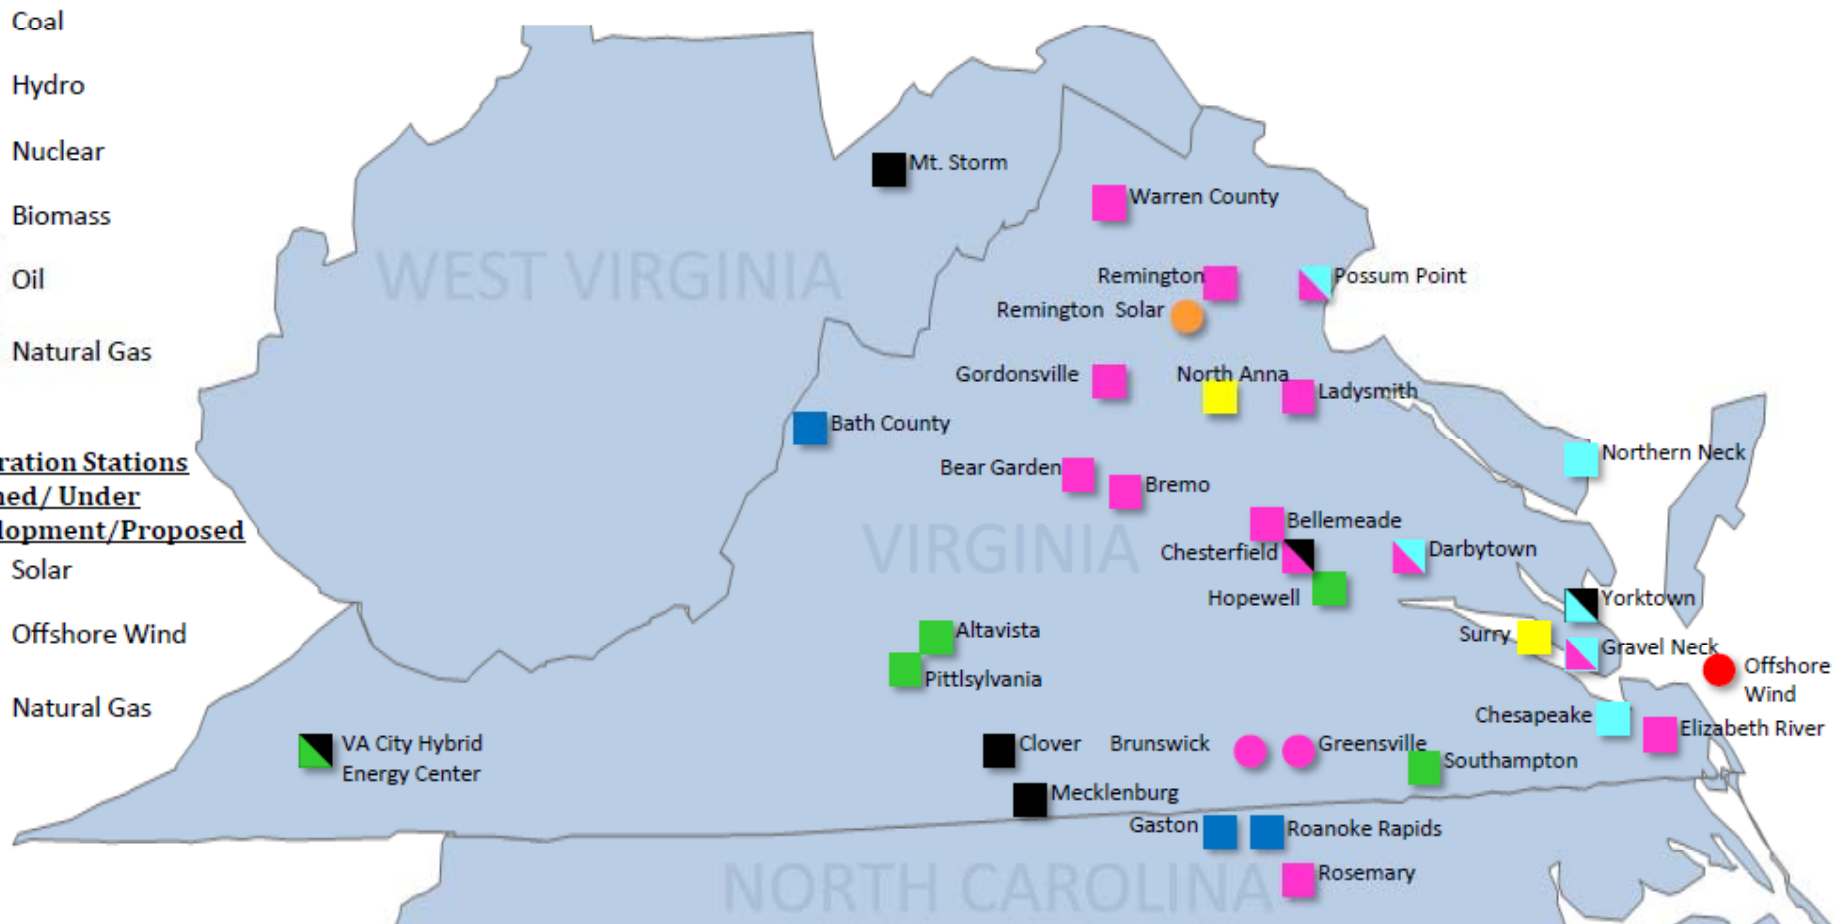 Coal
Hydro
Nuclear
Biomass
Oil
Natural Gas
ration Stations
ned/ Under
lopment/Proposed
Solar
Offshore Wind
Natural Gas
WEST VIRGINIA
VIRGINIA
NORTH CAROLINA
Mt. Storm
Warren County
Remington
Possum Point
Remington Solar
Gordonsville
North Anna
Ladysmith
Bath County
Northern Neck
Bear Garden
Bremo
Bellemeade
Chesterfield
Darbytown
Hopewell
Yorktown
Altavista
Surry
Gravel Neck
Pittlsylvania
Offshore
Wind
Chesapeake
Elizabeth River
VA City Hybrid
Energy Center
Clover
Brunswick
Greensville
Southampton
Mecklenburg
Gaston
Roanoke Rapids
Rosemary